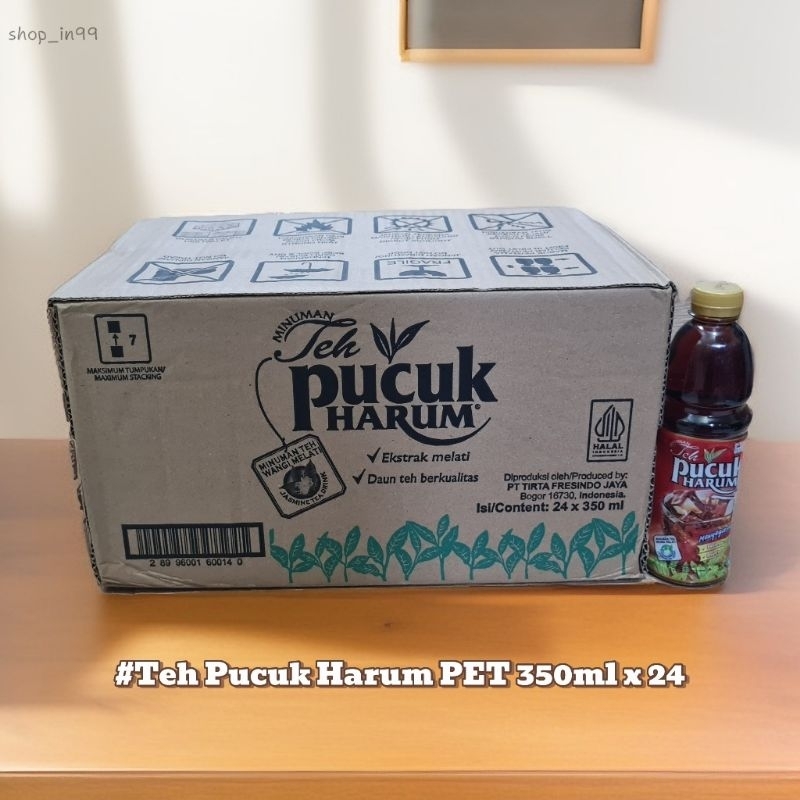 shop_in99
FRAGILE
7
MAKSIMUM TUMPUKAN/
MAXIMUM STACKING
MINUMAN
Teh
pucuk
HARUM®
MINUMAN TEH
WANGI MELATI
JASMINE TEA DRINK
✓ Ekstrak melati
✓ Daun teh berkualitas
HALAL
INDONESIA
Diproduksi oleh/Produced by:
PT TIRTA FRESINDO JAYA
Bogor 16730, Indonesia.
Isi/Content: 24 x 350 ml
2 89 96001 60014 0
MINUMAN
Teh
pucuk
HARUM
#Teh Pucuk Harum PET 350ml x 24